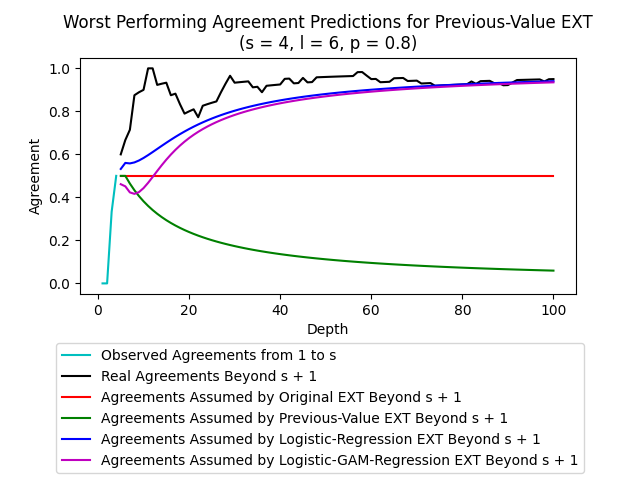 Worst Performing Agreement Predictions for Previous-Value EXT
(s = 4, l = 6, p = 0.8)
1.0
0.8
0.6
0.4
0.2
0.0
Agreement
0 20 40 60 80 100
Depth
Observed Agreements from 1 to s
Real Agreements Beyond s + 1
Agreements Assumed by Original EXT Beyond s + 1
Agreements Assumed by Previous-Value EXT Beyond s + 1
Agreements Assumed by Logistic-Regression EXT Beyond s + 1
Agreements Assumed by Logistic-GAM-Regression EXT Beyond s + 1